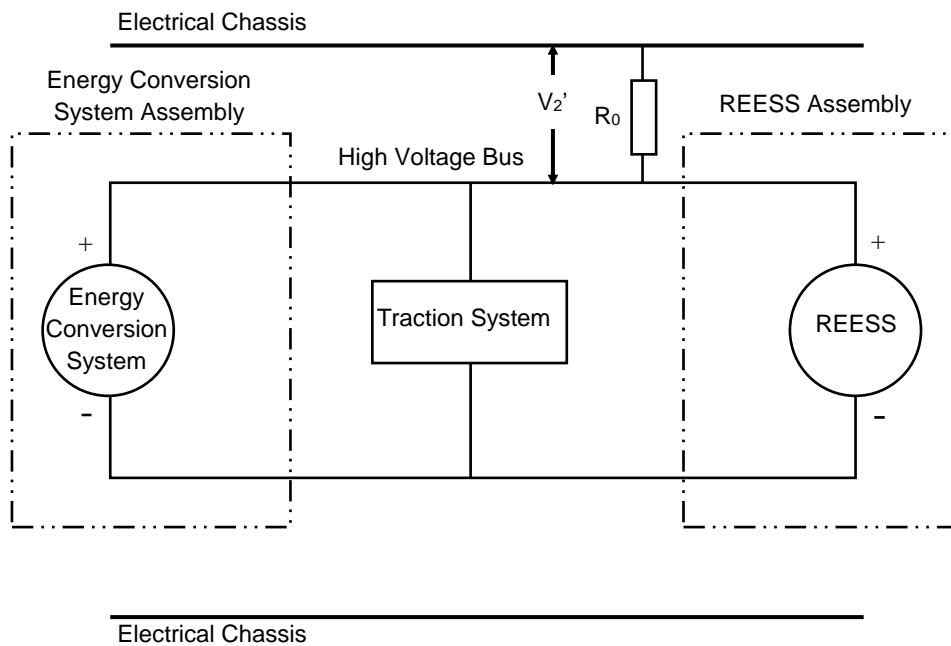 Electrical Chassis
Energy Conversion
System Assembly
V2’
R0
REESS Assembly
High Voltage Bus
+
+
Energy
Conversion
System
Traction System
REESS
-
-
Electrical Chassis